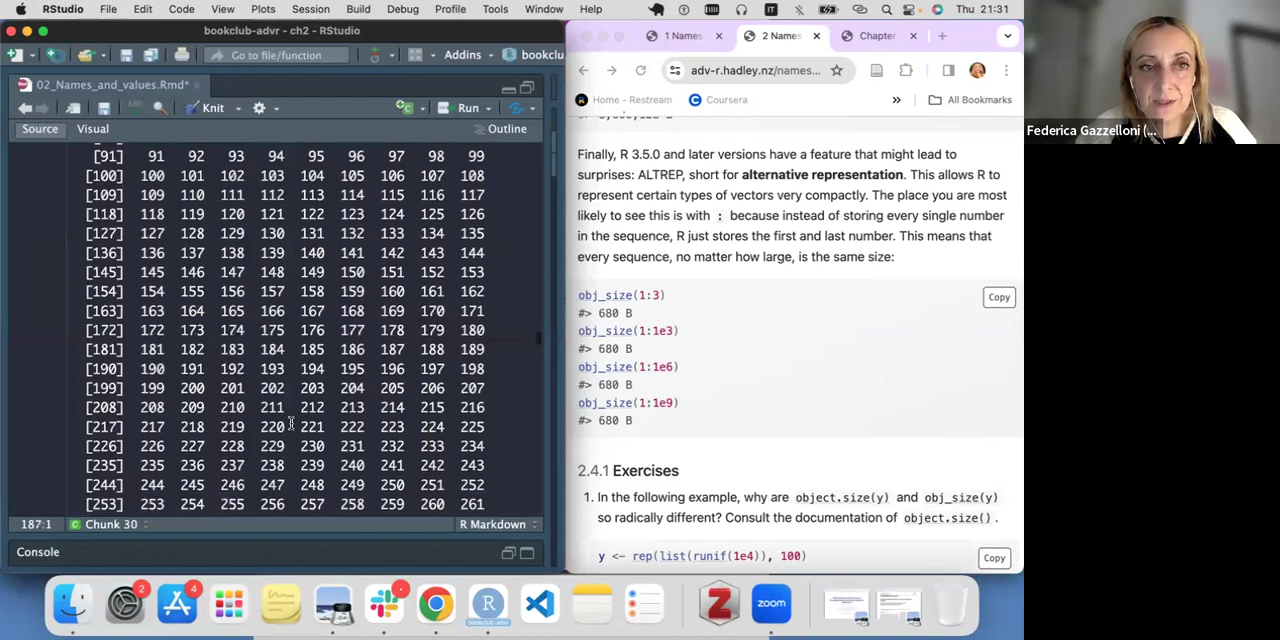 RStudio File Edit Code View Plots Session Build Debug Profile Tools Window Help IT Thu 21:31
bookclub-advr - ch2 - RStudio
Go to file/function Addins bookclu
02_Names_and_values.Rmd*
Knit Run
Source Visual Outline
[91] 91 92 93 94 95 96 97 98 99
[100] 100 101 102 103 104 105 106 107 108
[109] 109 110 111 112 113 114 115 116 117
[118] 118 119 120 121 122 123 124 125 126
[127] 127 128 129 130 131 132 133 134 135
[136] 136 137 138 139 140 141 142 143 144
[145] 145 146 147 148 149 150 151 152 153
[154] 154 155 156 157 158 159 160 161 162
[163] 163 164 165 166 167 168 169 170 171
[172] 172 173 174 175 176 177 178 179 180
[181] 181 182 183 184 185 186 187 188 189
[190] 190 191 192 193 194 195 196 197 198
[199] 199 200 201 202 203 204 205 206 207
[208] 208 209 210 211 212 213 214 215 216
[217] 217 218 219 220 221 222 223 224 225
[226] 226 227 228 229 230 231 232 233 234
[235] 235 236 237 238 239 240 241 242 243
[244] 244 245 246 247 248 249 250 251 252
[253] 253 254 255 256 257 258 259 260 261
187:1 C Chunk 30 R Markdown
Console
1 Names 2 Names Chapter
adv-r.hadley.nz/names...
Home - Restream Coursera » All Bookmarks
Finally, R 3.5.0 and later versions have a feature that might lead to
surprises: ALTREP, short for alternative representation. This allows R to
represent certain types of vectors very compactly. The place you are most
likely to see this is with : because instead of storing every single number
in the sequence, R just stores the first and last number. This means that
every sequence, no matter how large, is the same size:
Copy
obj_size(1:3)
#> 680 B
obj_size(1:1e3)
#> 680 B
obj_size(1:1e6)
#> 680 B
obj_size(1:1e9)
#> 680 B
2.4.1 Exercises
1. In the following example, why are object.size(y) and obj_size(y)
so radically different? Consult the documentation of object.size() .
y <- rep(list(runif(1e4)), 100)
Copy
Federica Gazzelloni (...
2 4
R
bookclub-advr
Z
zoom